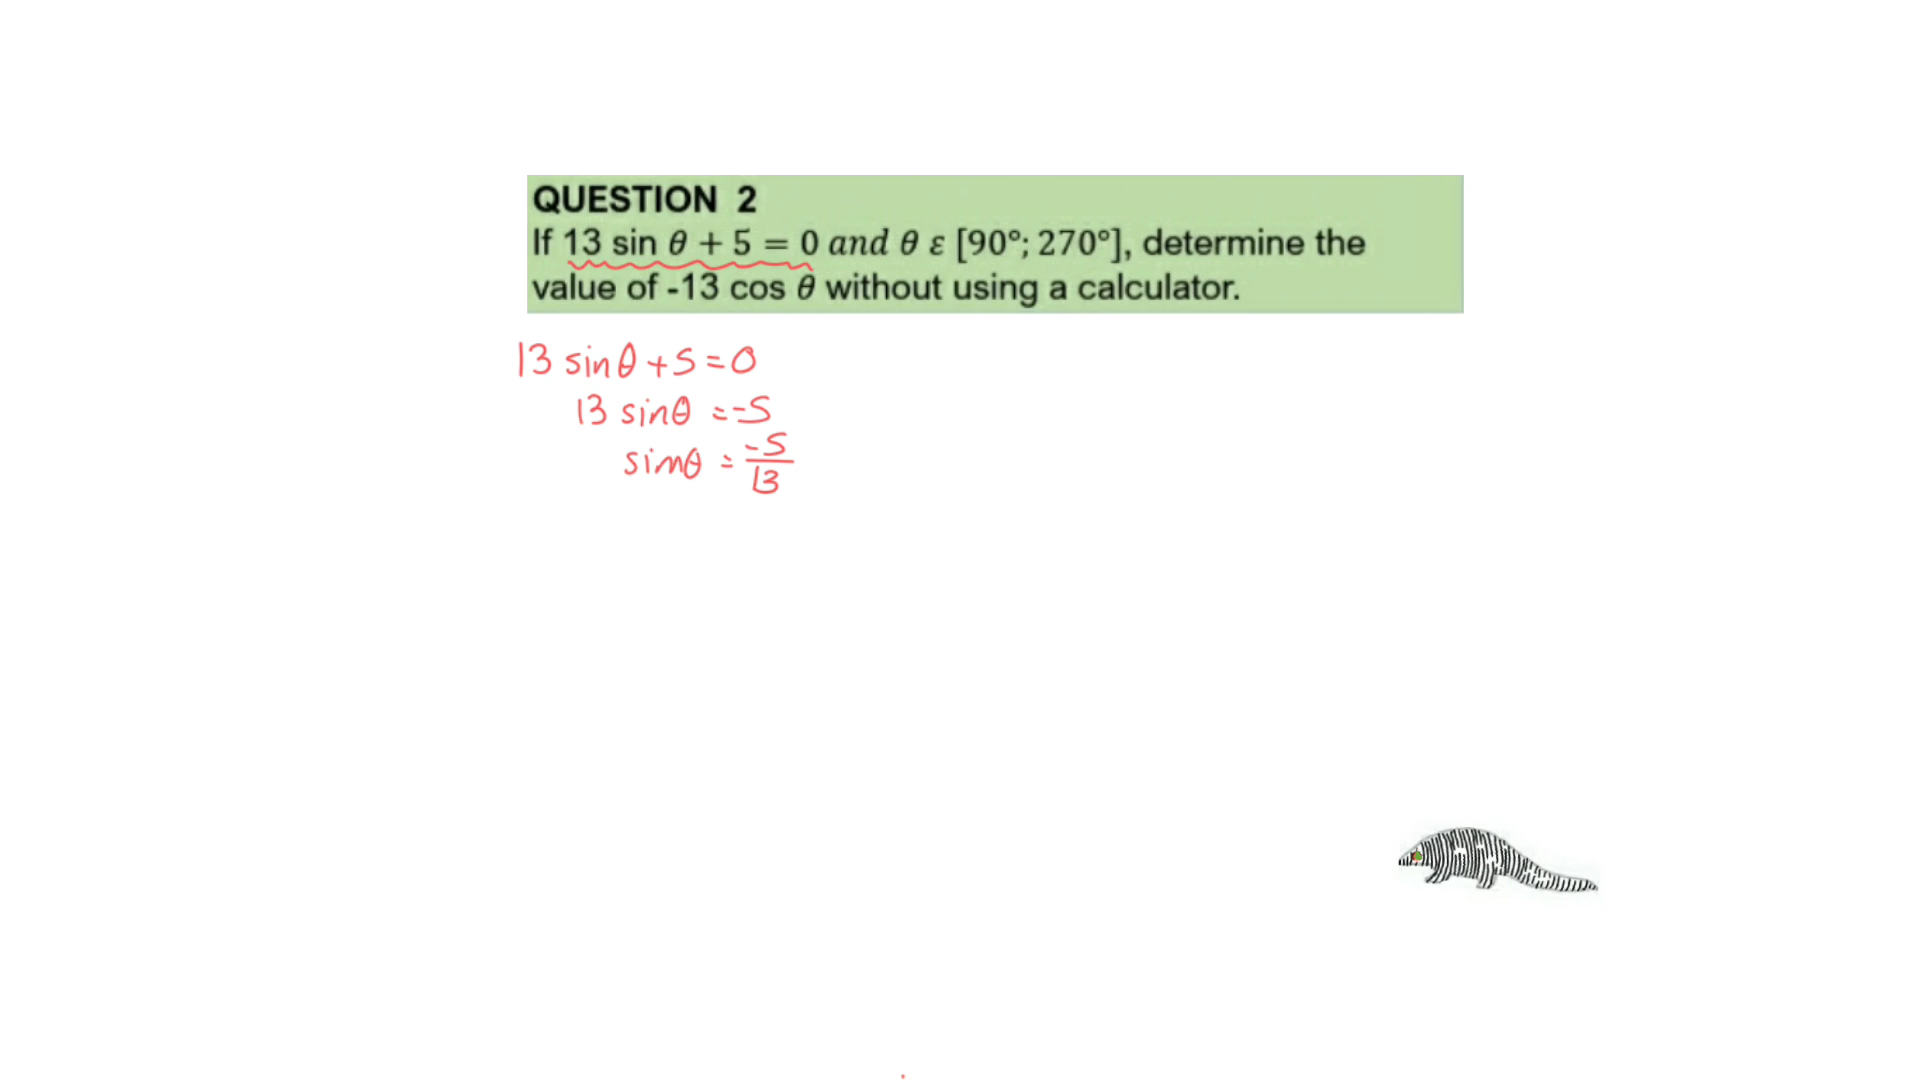 QUESTION 2
If 13 sin θ + 5 = 0 and θ ε [90°; 270°], determine the
value of -13 cos θ without using a calculator.
13 sinθ + 5 = 0
13 sinθ = -5
sinθ = -5/13